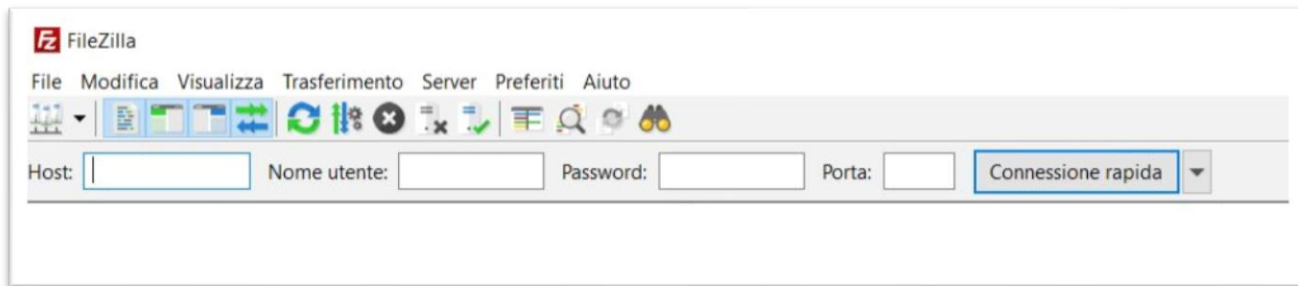 FileZilla
File Modifica Visualizza Trasferimento Server Preferiti Aiuto
Host: Nome utente: Password: Porta: Connessione rapida